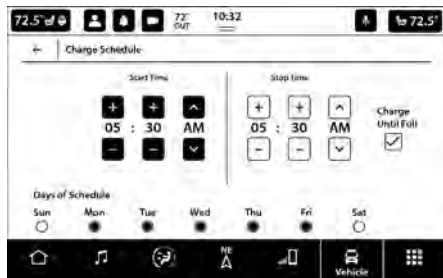 72.5° 72° 10:32 72.5°
OUT
← Charge Schedule
Start Time Stop Time
+ + ^ + + ^
05 : 30 AM 05 : 30 AM
Charge
Until Full
- - - -
Days of Schedule
Sun Mon Tue Wed Thu Fri Sat
NE
Vehicle